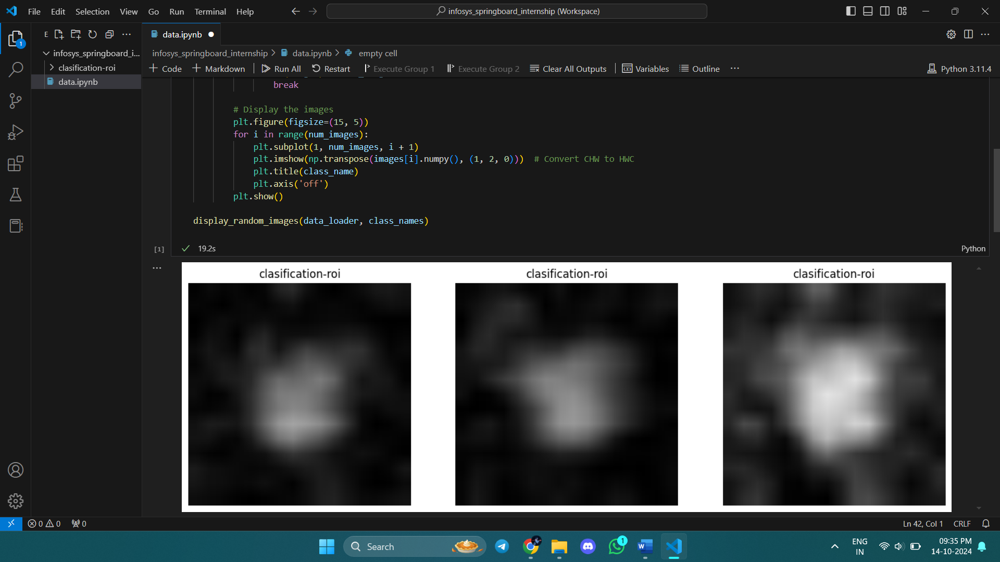 File Edit Selection View Go Run Terminal Help
infosys_springboard_internship (Workspace)
E
data.ipynb
1
infosys_springboard_i...
clasification-roi
data.ipynb
infosys_springboard_internship > data.ipynb > empty cell
+ Code + Markdown Run All Restart Execute Group 1 Execute Group 2 Clear All Outputs Variables Outline ...
Python 3.11.4
break
# Display the images
plt.figure(figsize=(15, 5))
for i in range(num_images):
plt.subplot(1, num_images, i + 1)
plt.imshow(np.transpose(images[i].numpy(), (1, 2, 0))) # Convert CHW to HWC
plt.title(class_name)
plt.axis('off')
plt.show()
display_random_images(data_loader, class_names)
[1] 19.2s Python
clasification-roi clasification-roi clasification-roi
0 0 0
Ln 42, Col 1 CRLF
Search
1
W
ENG
IN
09:35 PM
14-10-2024